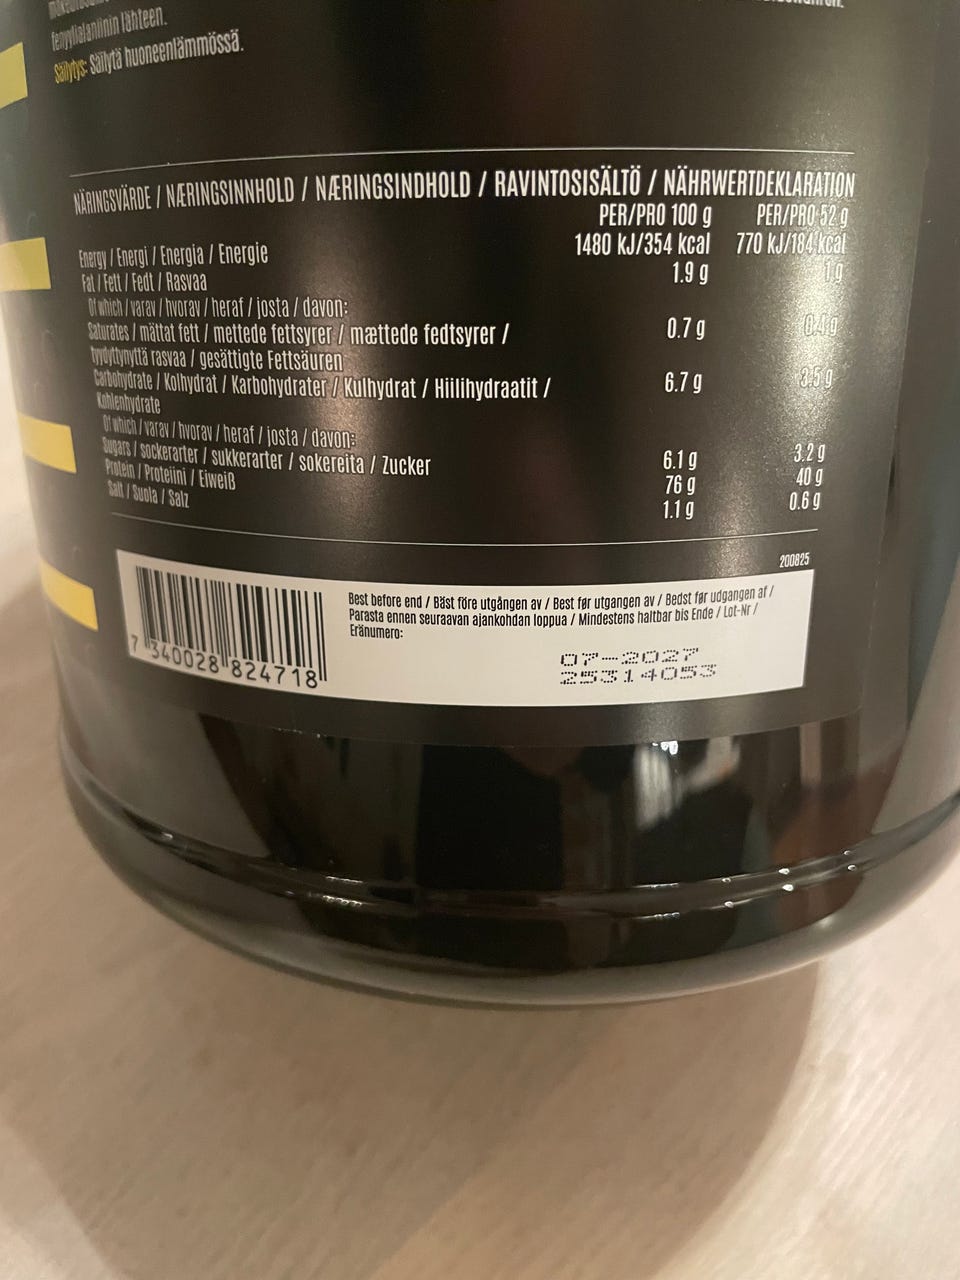 fenyylialaniinin lähteen.
Säilytys: Säilytä huoneenlämmössä.
NÄRINGSVÄRDE / NÆRINGSINNHOLD / NÆRINGSINDHOLD / RAVINTOSISÄLTÖ / NÄHRWERTDEKLARATION
PER/PRO 100 g PER/PRO 52 g
Energy / Energi / Energia / Energie 1480 kJ/354 kcal 770 kJ/184 kcal
Fat / Fett / Fedt / Rasvaa 1.9 g 1 g
Of which / varav / hvorav / heraf / josta / davon:
Saturates / mättat fett / mettede fettsyrer / mættede fedtsyrer / 0.7 g 0.4 g
tyydyttynyttä rasvaa / gesättigte Fettsäuren
Carbohydrate / Kolhydrat / Karbohydrater / Kulhydrat / Hiilihydraatit / 6.7 g 3.5 g
Kohlenhydrate
Of which / varav / hvorav / heraf / josta / davon:
Sugars / sockerarter / sukkerarter / sokereita / Zucker 6.1 g 3.2 g
Protein / Proteiini / Eiweiß 76 g 40 g
Salt / Suola / Salz 1.1 g 0.6 g
200825
Best before end / Bäst före utgången av / Best før utgangen av / Bedst før udgangen af /
Parasta ennen seuraavan ajankohdan loppua / Mindestens haltbar bis Ende / Lot-Nr /
Eränumero:
07-2027
25314053
7 340028 824718